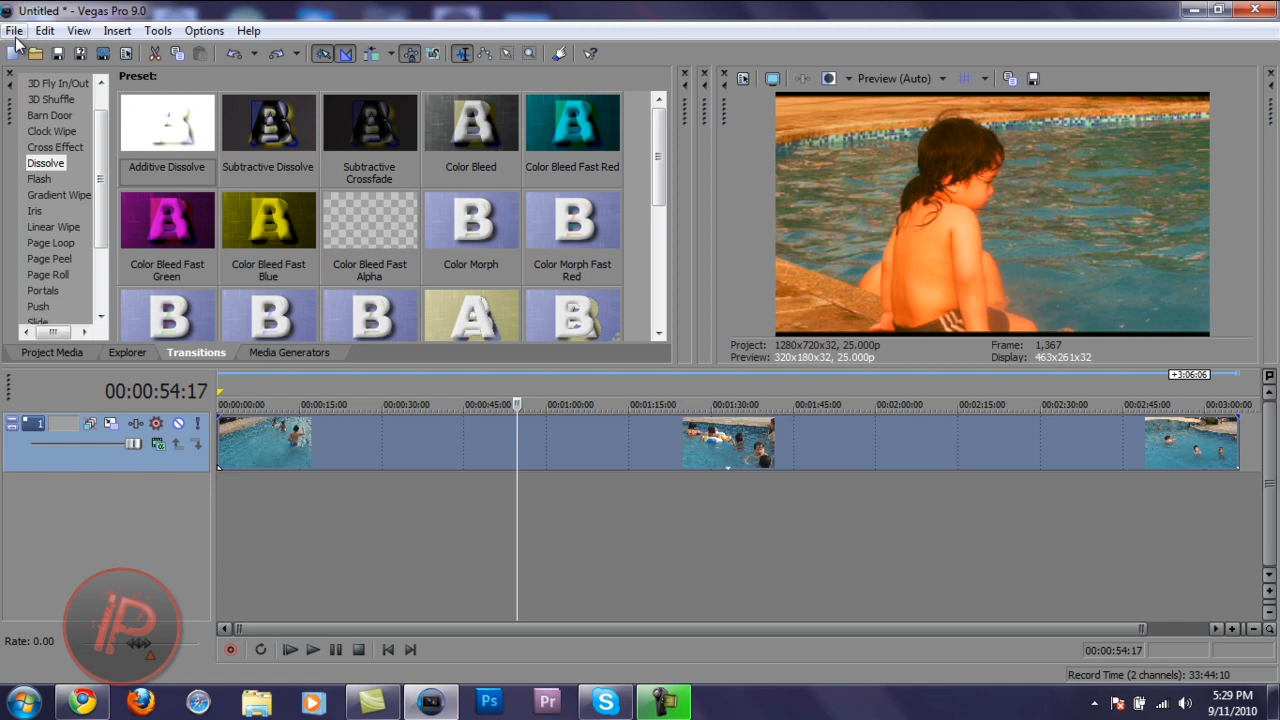 Untitled * - Vegas Pro 9.0
File Edit View Insert Tools Options Help
3D Fly In/Out
3D Shuffle
Barn Door
Clock Wipe
Cross Effect
Dissolve
Flash
Gradient Wipe
Iris
Linear Wipe
Page Loop
Page Peel
Page Roll
Portals
Push
Slide
Preset:
Additive Dissolve
Subtractive Dissolve
Subtractive Crossfade
Color Bleed
Color Bleed Fast Red
Color Bleed Fast Green
Color Bleed Fast Blue
Color Bleed Fast Alpha
Color Morph
Color Morph Fast Red
Project Media Explorer Transitions Media Generators
Preview (Auto)
Project: 1280x720x32, 25.000p Frame: 1,367
Preview: 320x180x32, 25.000p Display: 463x261x32
00:00:54:17
+3:06:06
00:00:00:00 00:00:15:00 00:00:30:00 00:00:45:00 00:01:00:00 00:01:15:00 00:01:30:00 00:01:45:00 00:02:00:00 00:02:15:00 00:02:30:00 00:02:45:00 00:03:00:00
1
IP
Rate: 0.00
00:00:54:17
Record Time (2 channels): 33:44:10
Ps Pr
5:29 PM
9/11/2010